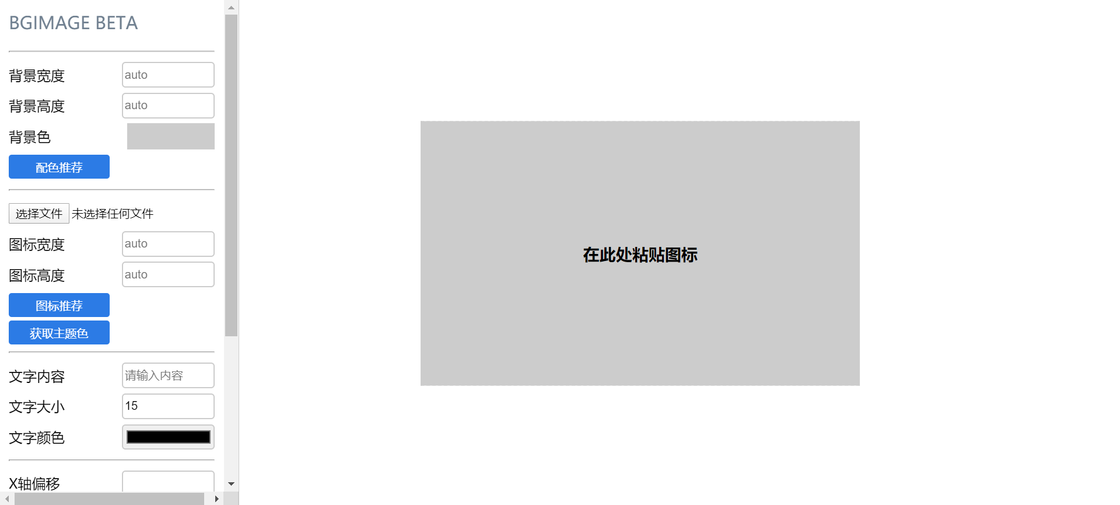 BGIMAGE BETA
背景宽度 auto
背景高度 auto
背景色
配色推荐
选择文件 未选择任何文件
图标宽度 auto
图标高度 auto
图标推荐
获取主题色
文字内容 请输入内容
文字大小 15
文字颜色
X轴偏移
在此处粘贴图标